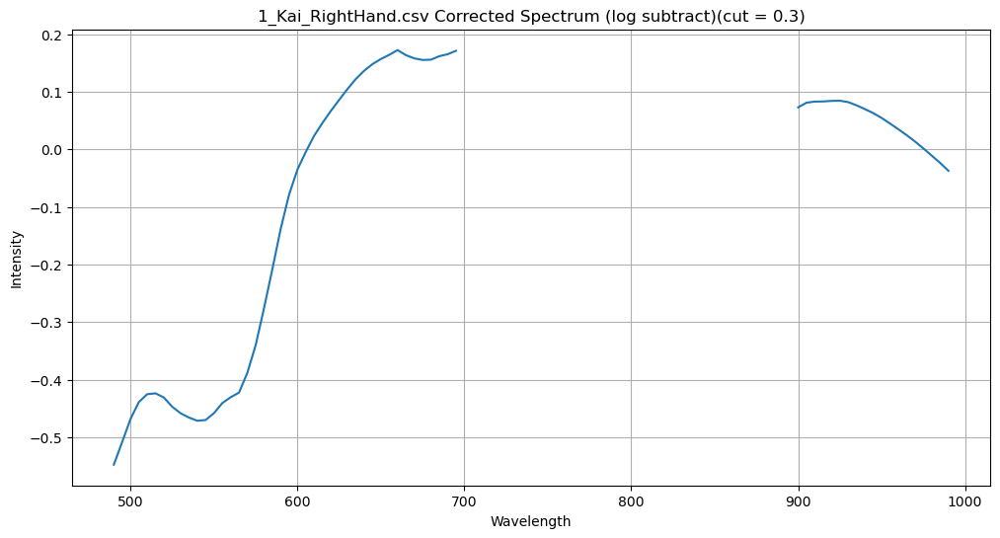 1_Kai_RightHand.csv Corrected Spectrum (log subtract)(cut = 0.3)
0.2
0.1
0.0
−0.1
−0.2
−0.3
−0.4
−0.5
Intensity
500 600 700 800 900 1000
Wavelength